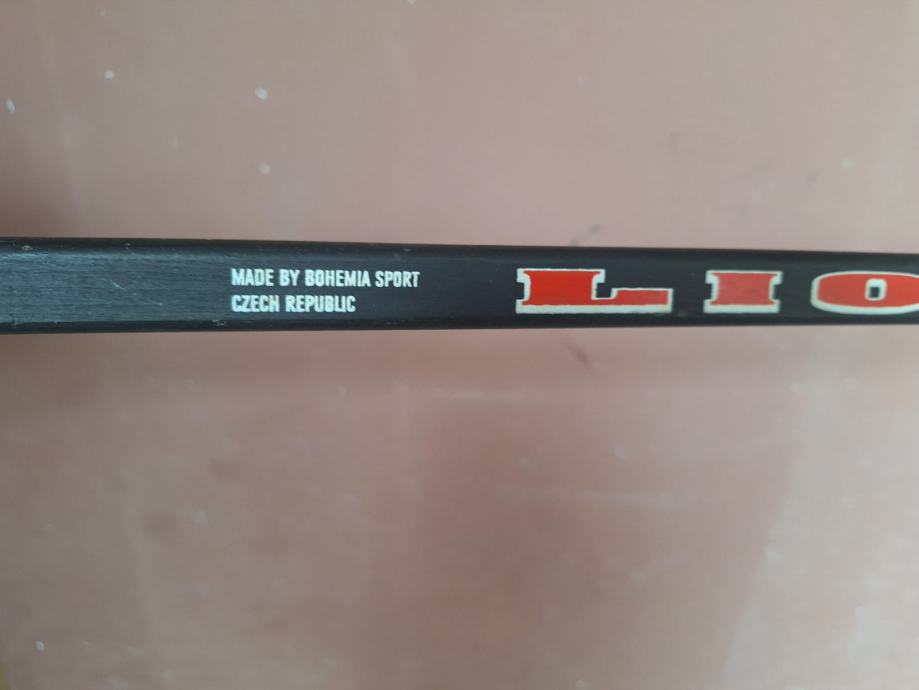 MADE BY BOHEMIA SPORT
CZECH REPUBLIC
LIO